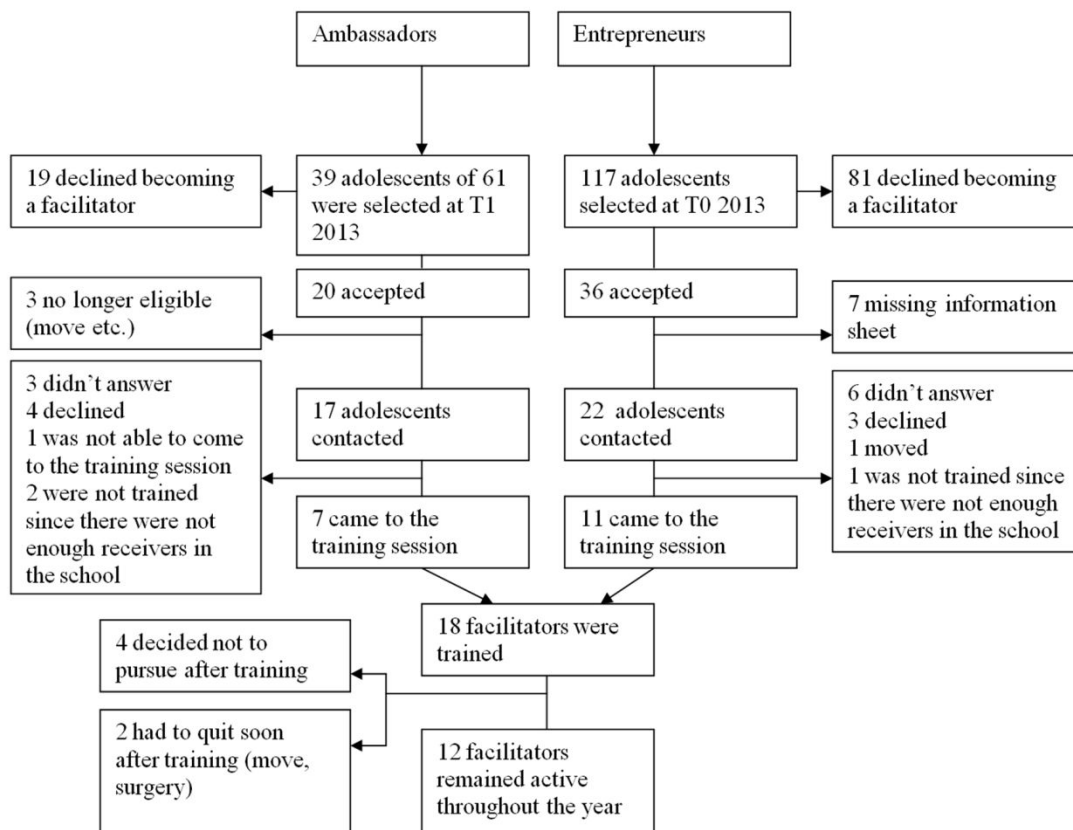 Ambassadors
Entrepreneurs
19 declined becoming
a facilitator
39 adolescents of 61
were selected at T1
2013
117 adolescents
selected at T0 2013
81 declined becoming
a facilitator
3 no longer eligible
(move etc.)
20 accepted
36 accepted
7 missing information
sheet
3 didn’t answer
4 declined
1 was not able to come
to the training session
2 were not trained
since there were not
enough receivers in
the school
17 adolescents
contacted
22 adolescents
contacted
6 didn’t answer
3 declined
1 moved
1 was not trained since
there were not enough
receivers in the school
7 came to the
training session
11 came to the
training session
18 facilitators were
trained
4 decided not to
pursue after training
2 had to quit soon
after training (move,
surgery)
12 facilitators
remained active
throughout the year